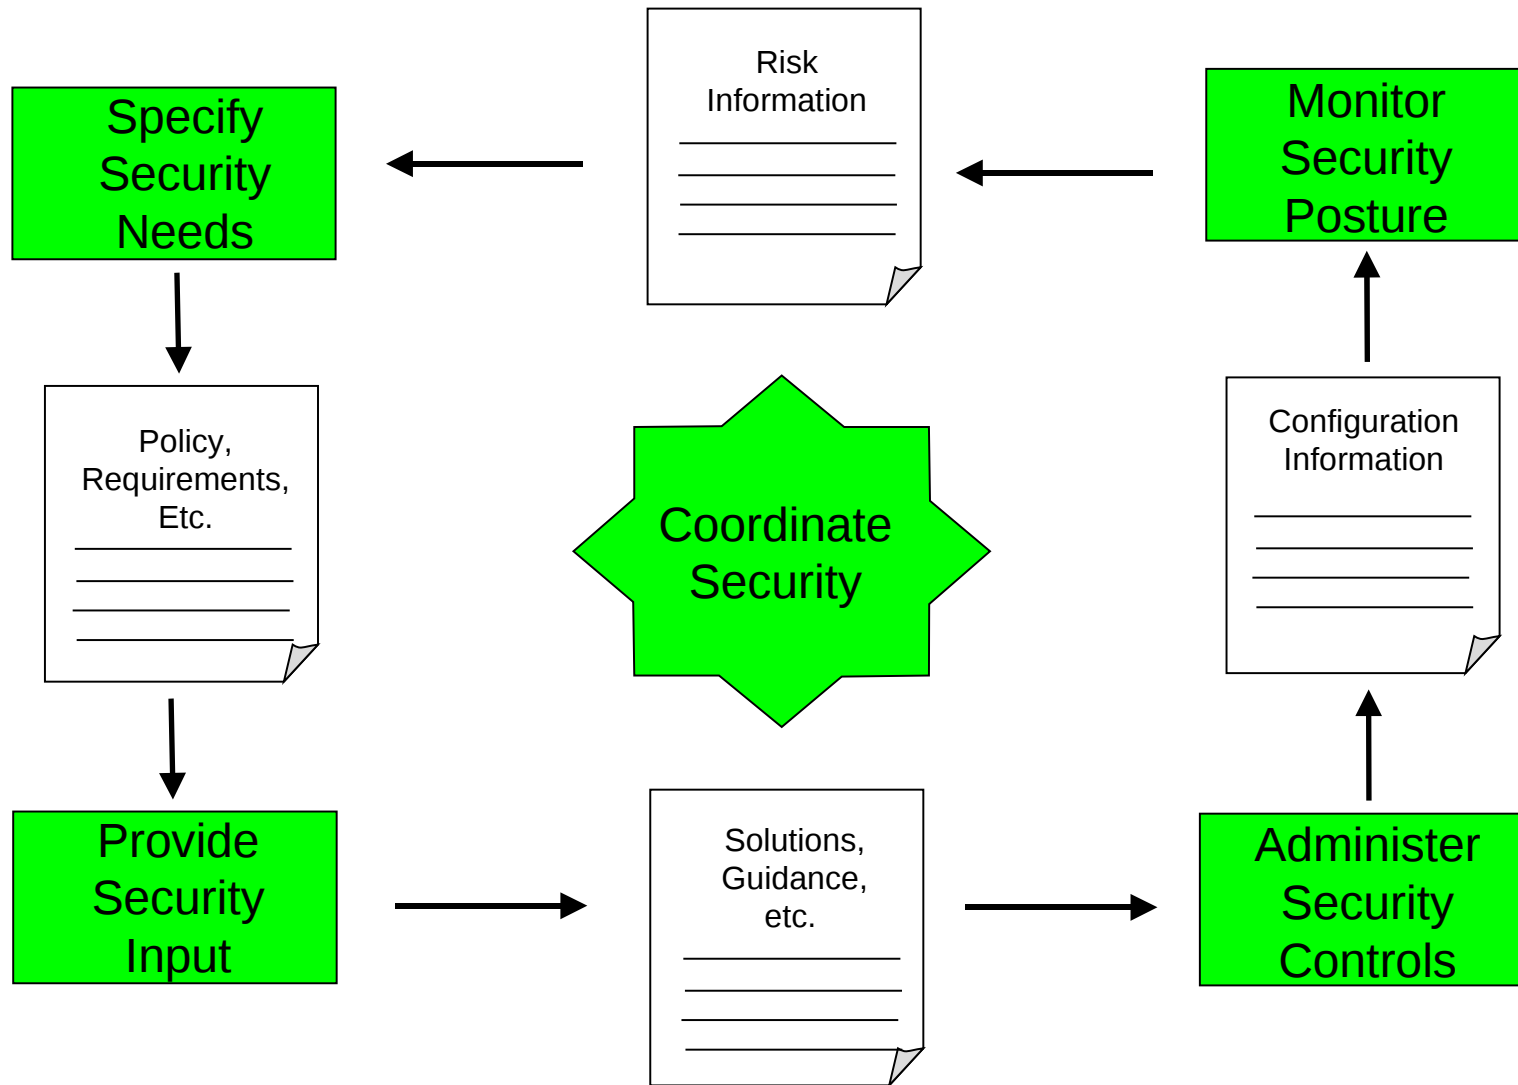 Risk
Information
Specify
Security
Needs
Monitor
Security
Posture
Policy,
Requirements,
Etc.
Coordinate
Security
Configuration
Information
Provide
Security
Input
Solutions,
Guidance,
etc.
Administer
Security
Controls